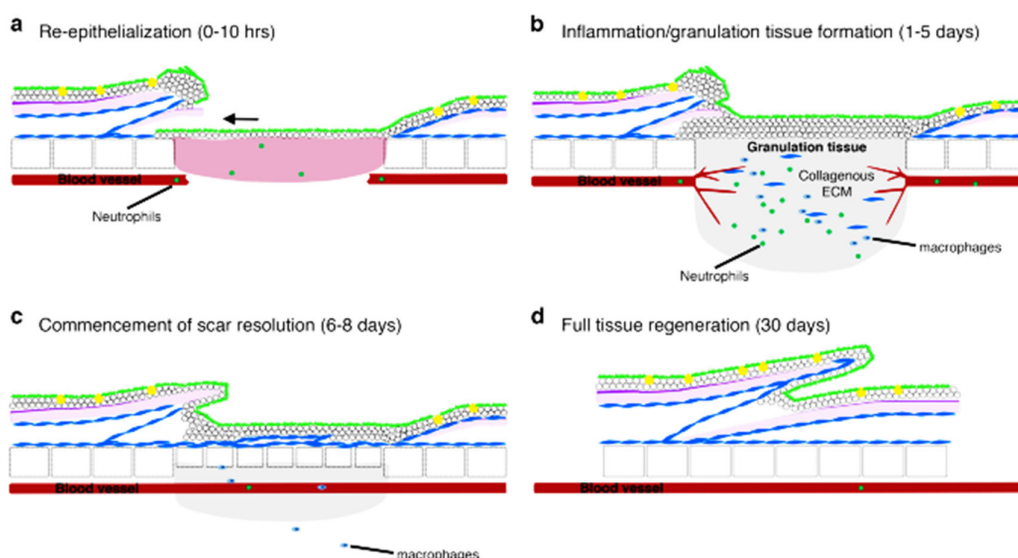 a Re-epithelialization (0-10 hrs)
Blood vessel
Neutrophils
b Inflammation/granulation tissue formation (1-5 days)
Granulation tissue
Collagenous
ECM
Blood vessel
macrophages
Neutrophils
c Commencement of scar resolution (6-8 days)
Blood vessel
macrophages
d Full tissue regeneration (30 days)
Blood vessel